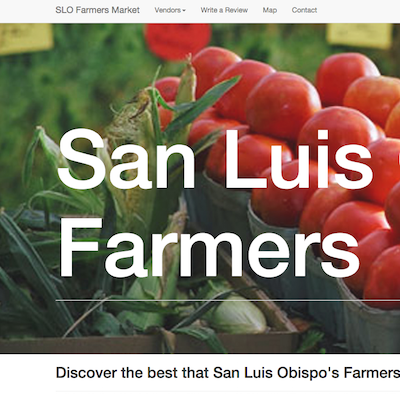 SLO Farmers Market Vendors Write a Review Map Contact
San Luis
Farmers
Discover the best that San Luis Obispo's Farmers